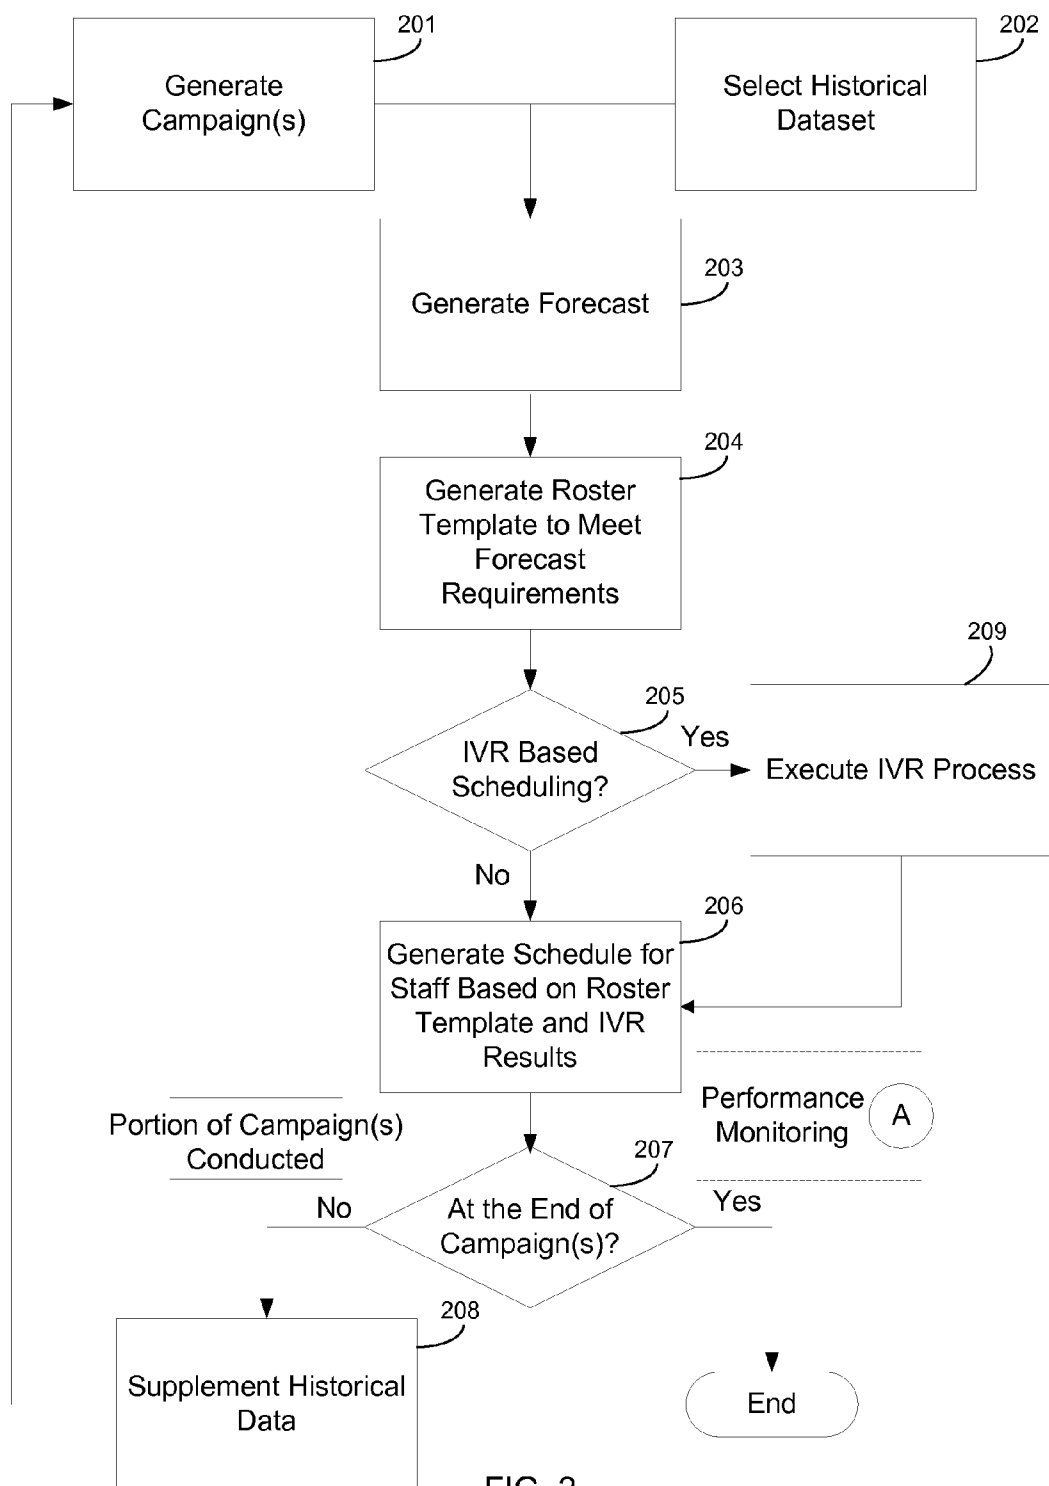 201
Generate
Campaign(s)
202
Select Historical
Dataset
203
Generate Forecast
204
Generate Roster
Template to Meet
Forecast
Requirements
209
205
IVR Based
Scheduling?
Yes
Execute IVR Process
No
206
Generate Schedule for
Staff Based on Roster
Template and IVR
Results
Performance
Monitoring
A
Portion of Campaign(s)
Conducted
207
No
At the End of
Campaign(s)?
Yes
208
Supplement Historical
Data
End